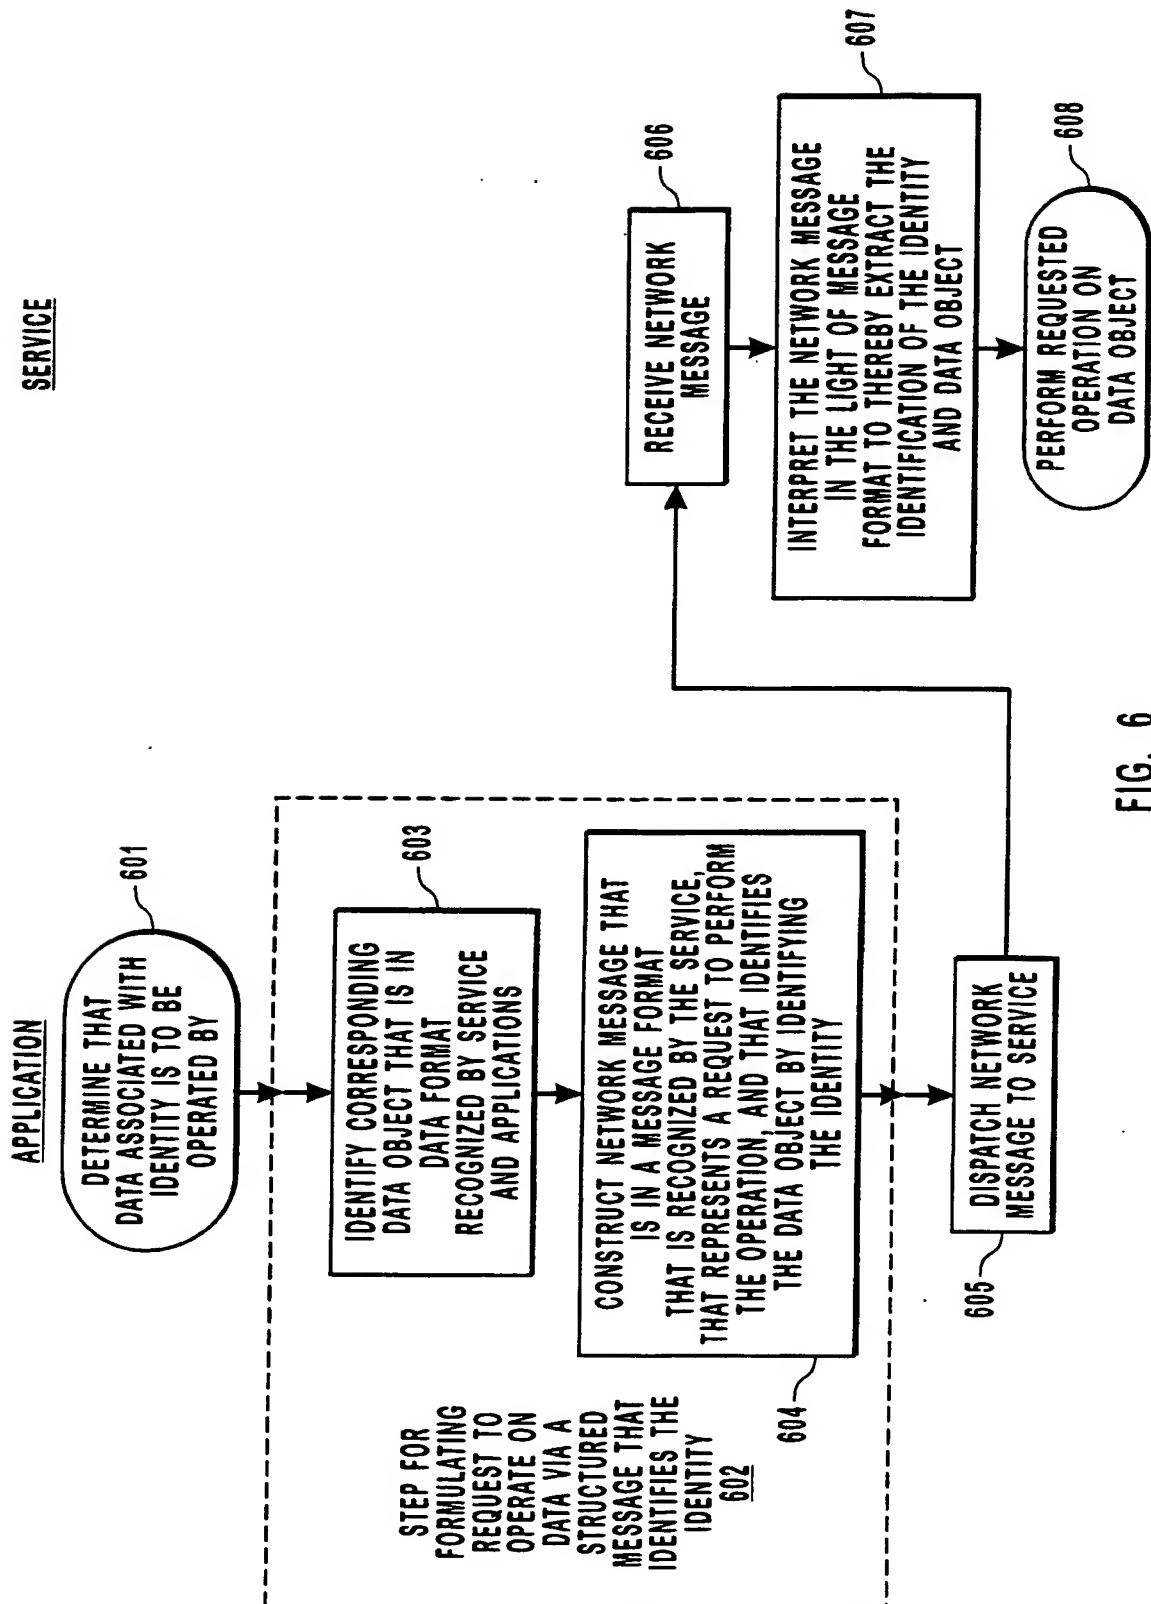 APPLICATION
SERVICE
DETERMINE THAT
DATA ASSOCIATED WITH
IDENTITY IS TO BE
OPERATED BY
601
STEP FOR
FORMULATING
REQUEST TO
OPERATE ON
DATA VIA A
STRUCTURED
MESSAGE THAT
IDENTIFIES THE
IDENTITY
602
IDENTIFY CORRESPONDING
DATA OBJECT THAT IS IN
DATA FORMAT
RECOGNIZED BY SERVICE
AND APPLICATIONS
603
CONSTRUCT NETWORK MESSAGE THAT
IS IN A MESSAGE FORMAT
THAT IS RECOGNIZED BY THE SERVICE,
THAT REPRESENTS A REQUEST TO PERFORM
THE OPERATION, AND THAT IDENTIFIES
THE DATA OBJECT BY IDENTIFYING
THE IDENTITY
604
DISPATCH NETWORK
MESSAGE TO SERVICE
605
RECEIVE NETWORK
MESSAGE
606
INTERPRET THE NETWORK MESSAGE
IN THE LIGHT OF MESSAGE
FORMAT TO THEREBY EXTRACT THE
IDENTIFICATION OF THE IDENTITY
AND DATA OBJECT
607
PERFORM REQUESTED
OPERATION ON
DATA OBJECT
608
FIG. 6